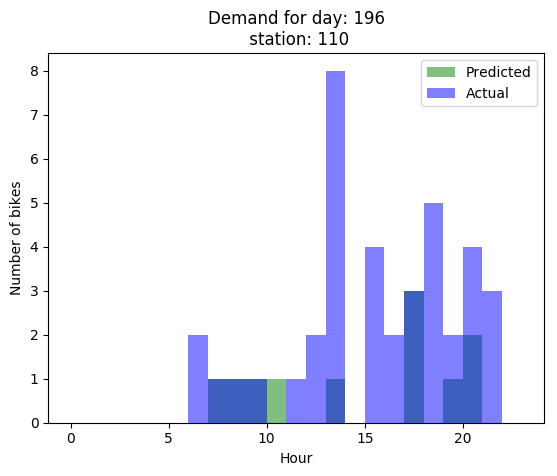 Demand for day: 196
station: 110
Predicted
Actual
Number of bikes
8
7
6
5
4
3
2
1
0
0 5 10 15 20
Hour